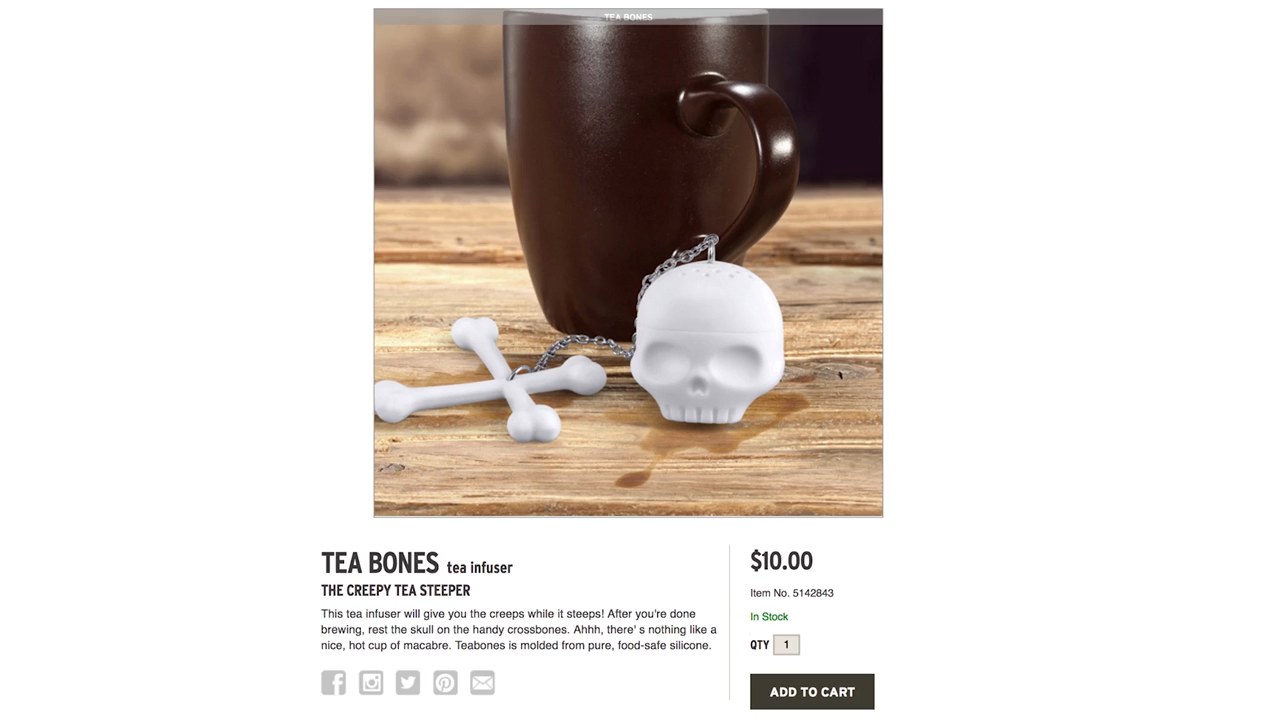 TEA BONES
TEA BONES tea infuser
THE CREEPY TEA STEEPER
This tea infuser will give you the creeps while it steeps! After you're done
brewing, rest the skull on the handy crossbones. Ahhh, there' s nothing like a
nice, hot cup of macabre. Teabones is molded from pure, food-safe silicone.
$10.00
Item No. 5142843
In Stock
QTY 1
ADD TO CART